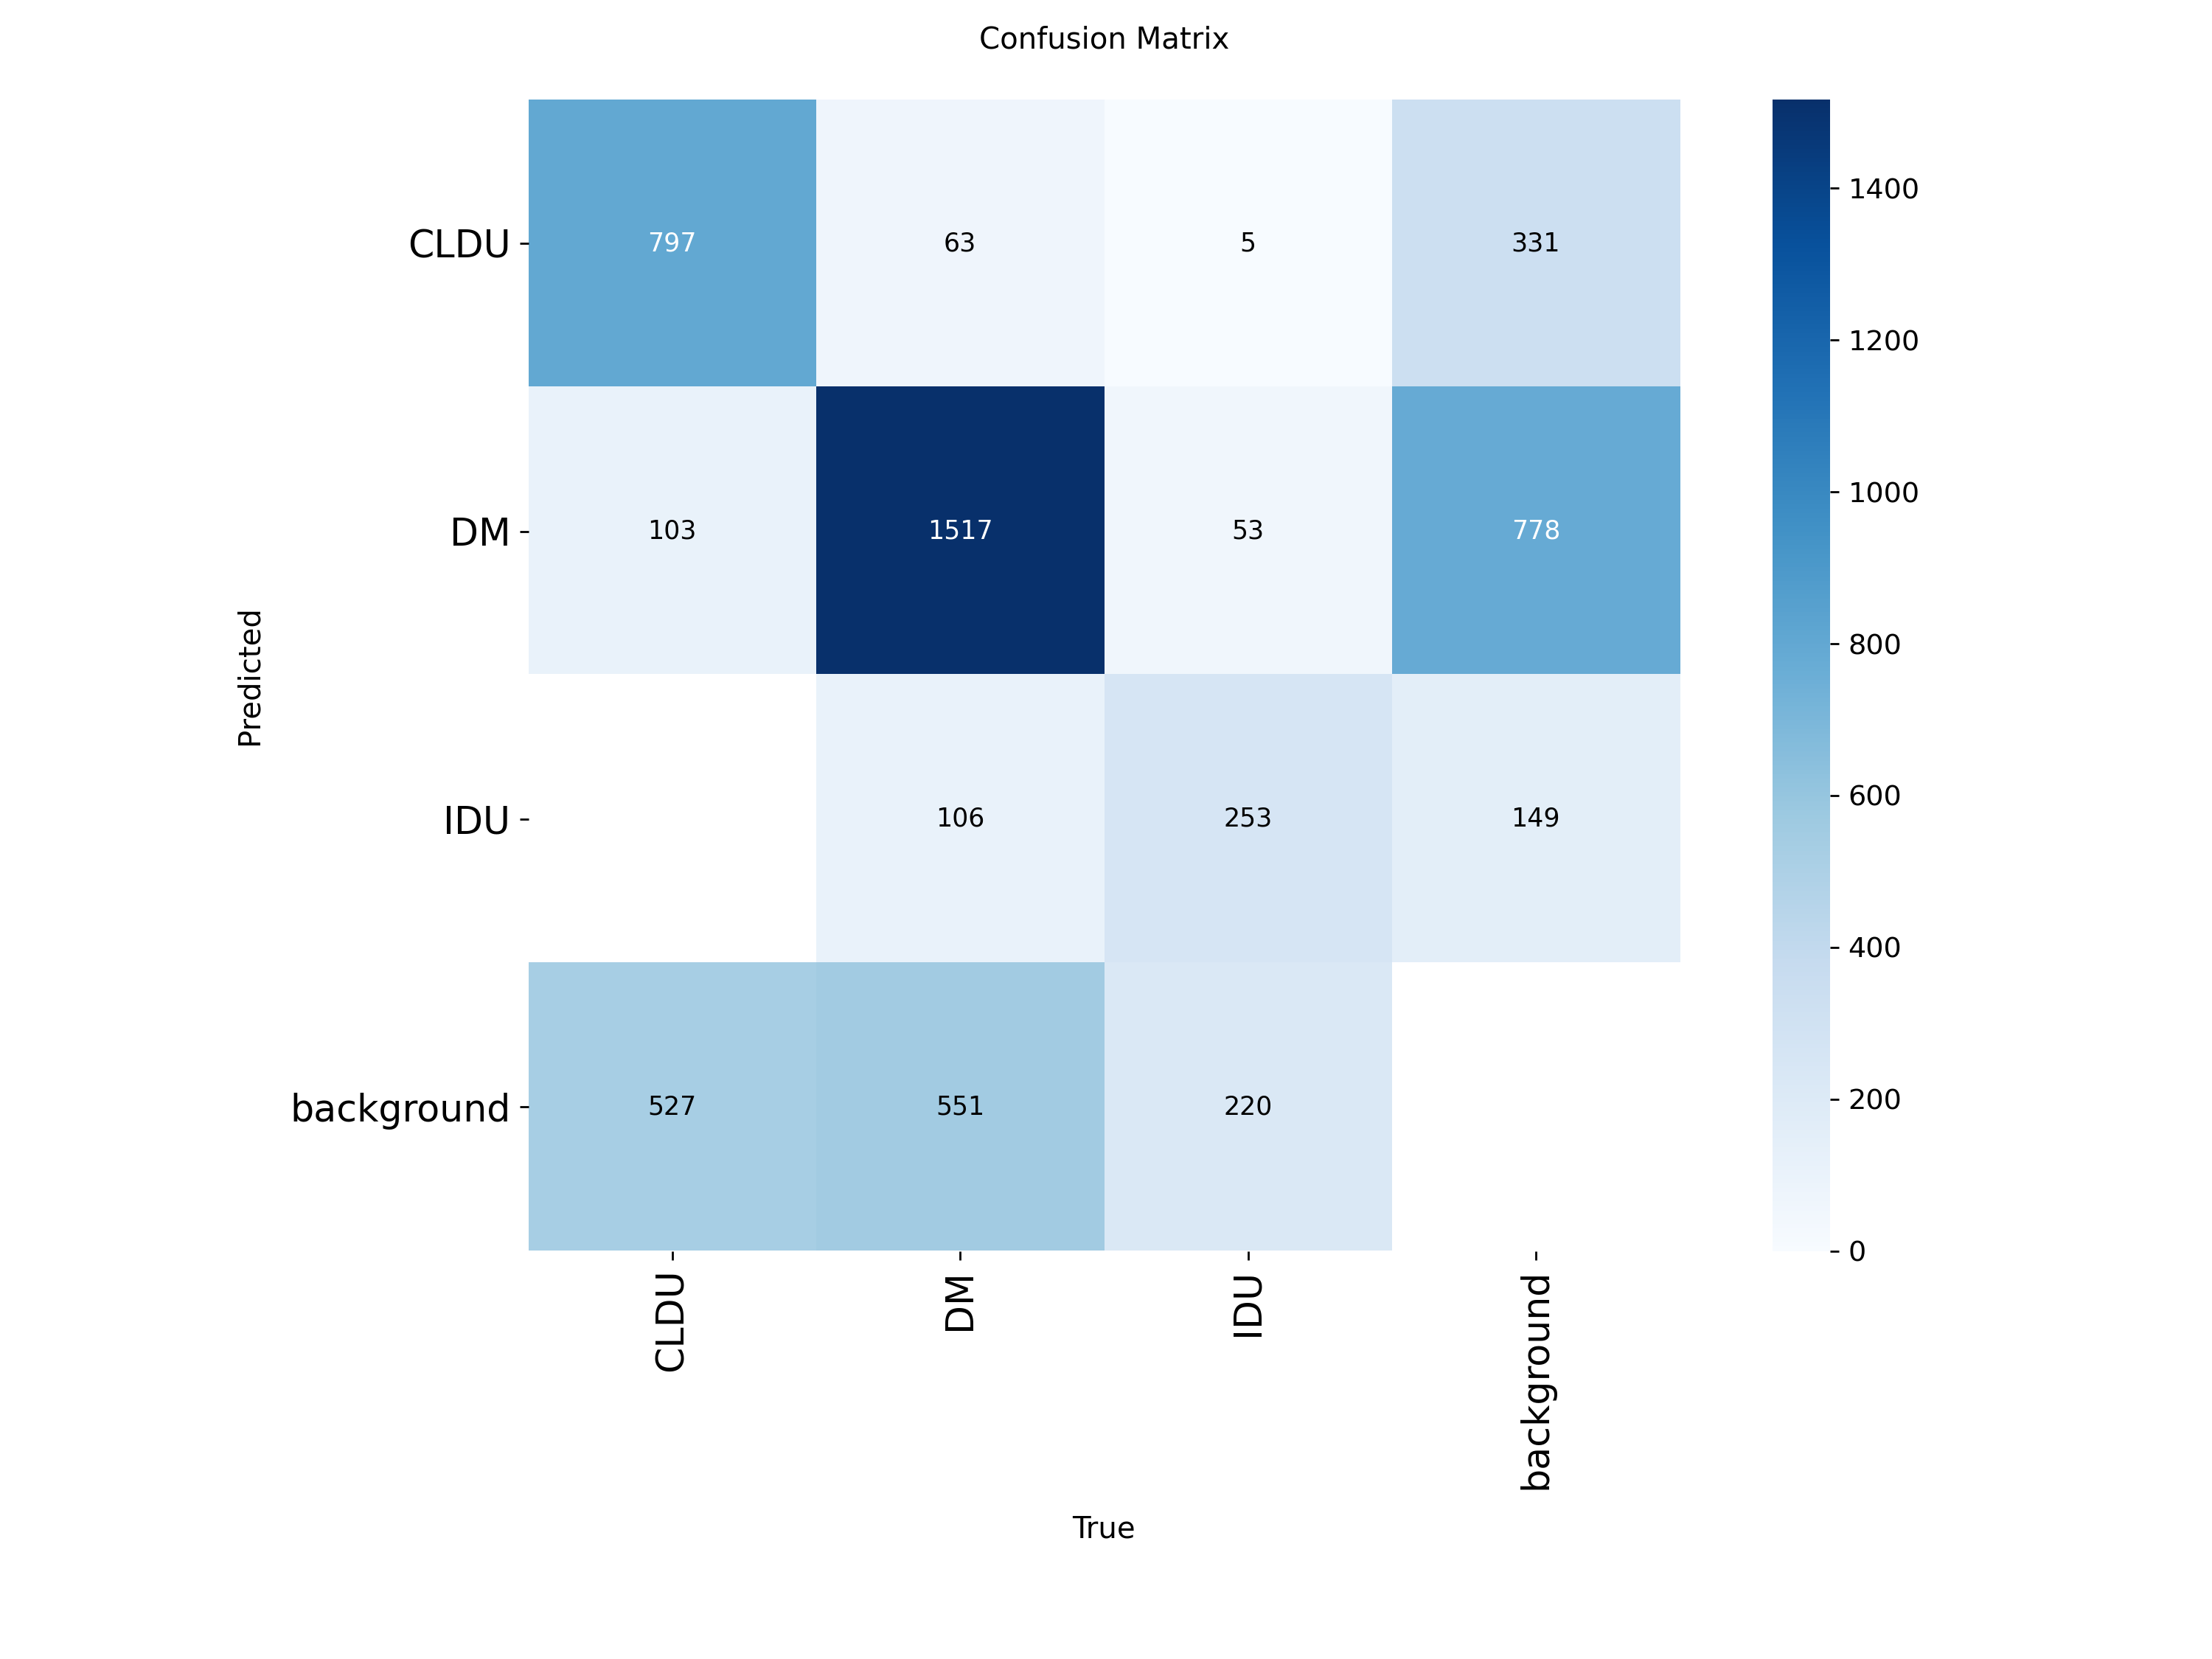 Confusion Matrix
CLDU 797 63 5 331
DM 103 1517 53 778
IDU 106 253 149
background 527 551 220
CLDU DM IDU background
Predicted
True
1400
1200
1000
800
600
400
200
0